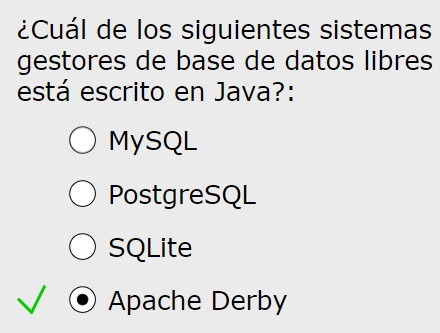 ¿Cuál de los siguientes sistemas
gestores de base de datos libres
está escrito en Java?:
MySQL
PostgreSQL
SQLite
Apache Derby